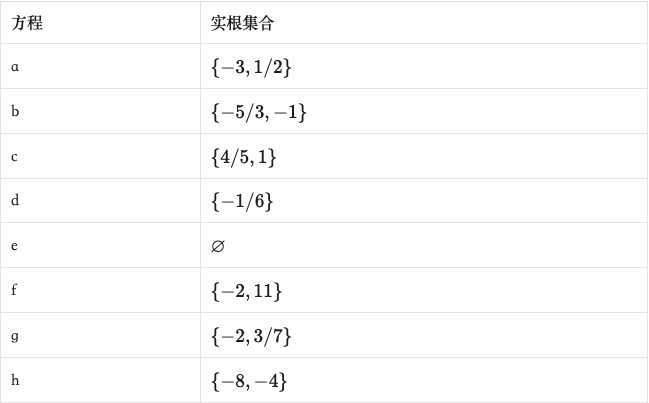 方程 实根集合
a {−3, 1/2}
b {−5/3, −1}
c {4/5, 1}
d {−1/6}
e ∅
f {−2, 11}
g {−2, 3/7}
h {−8, −4}